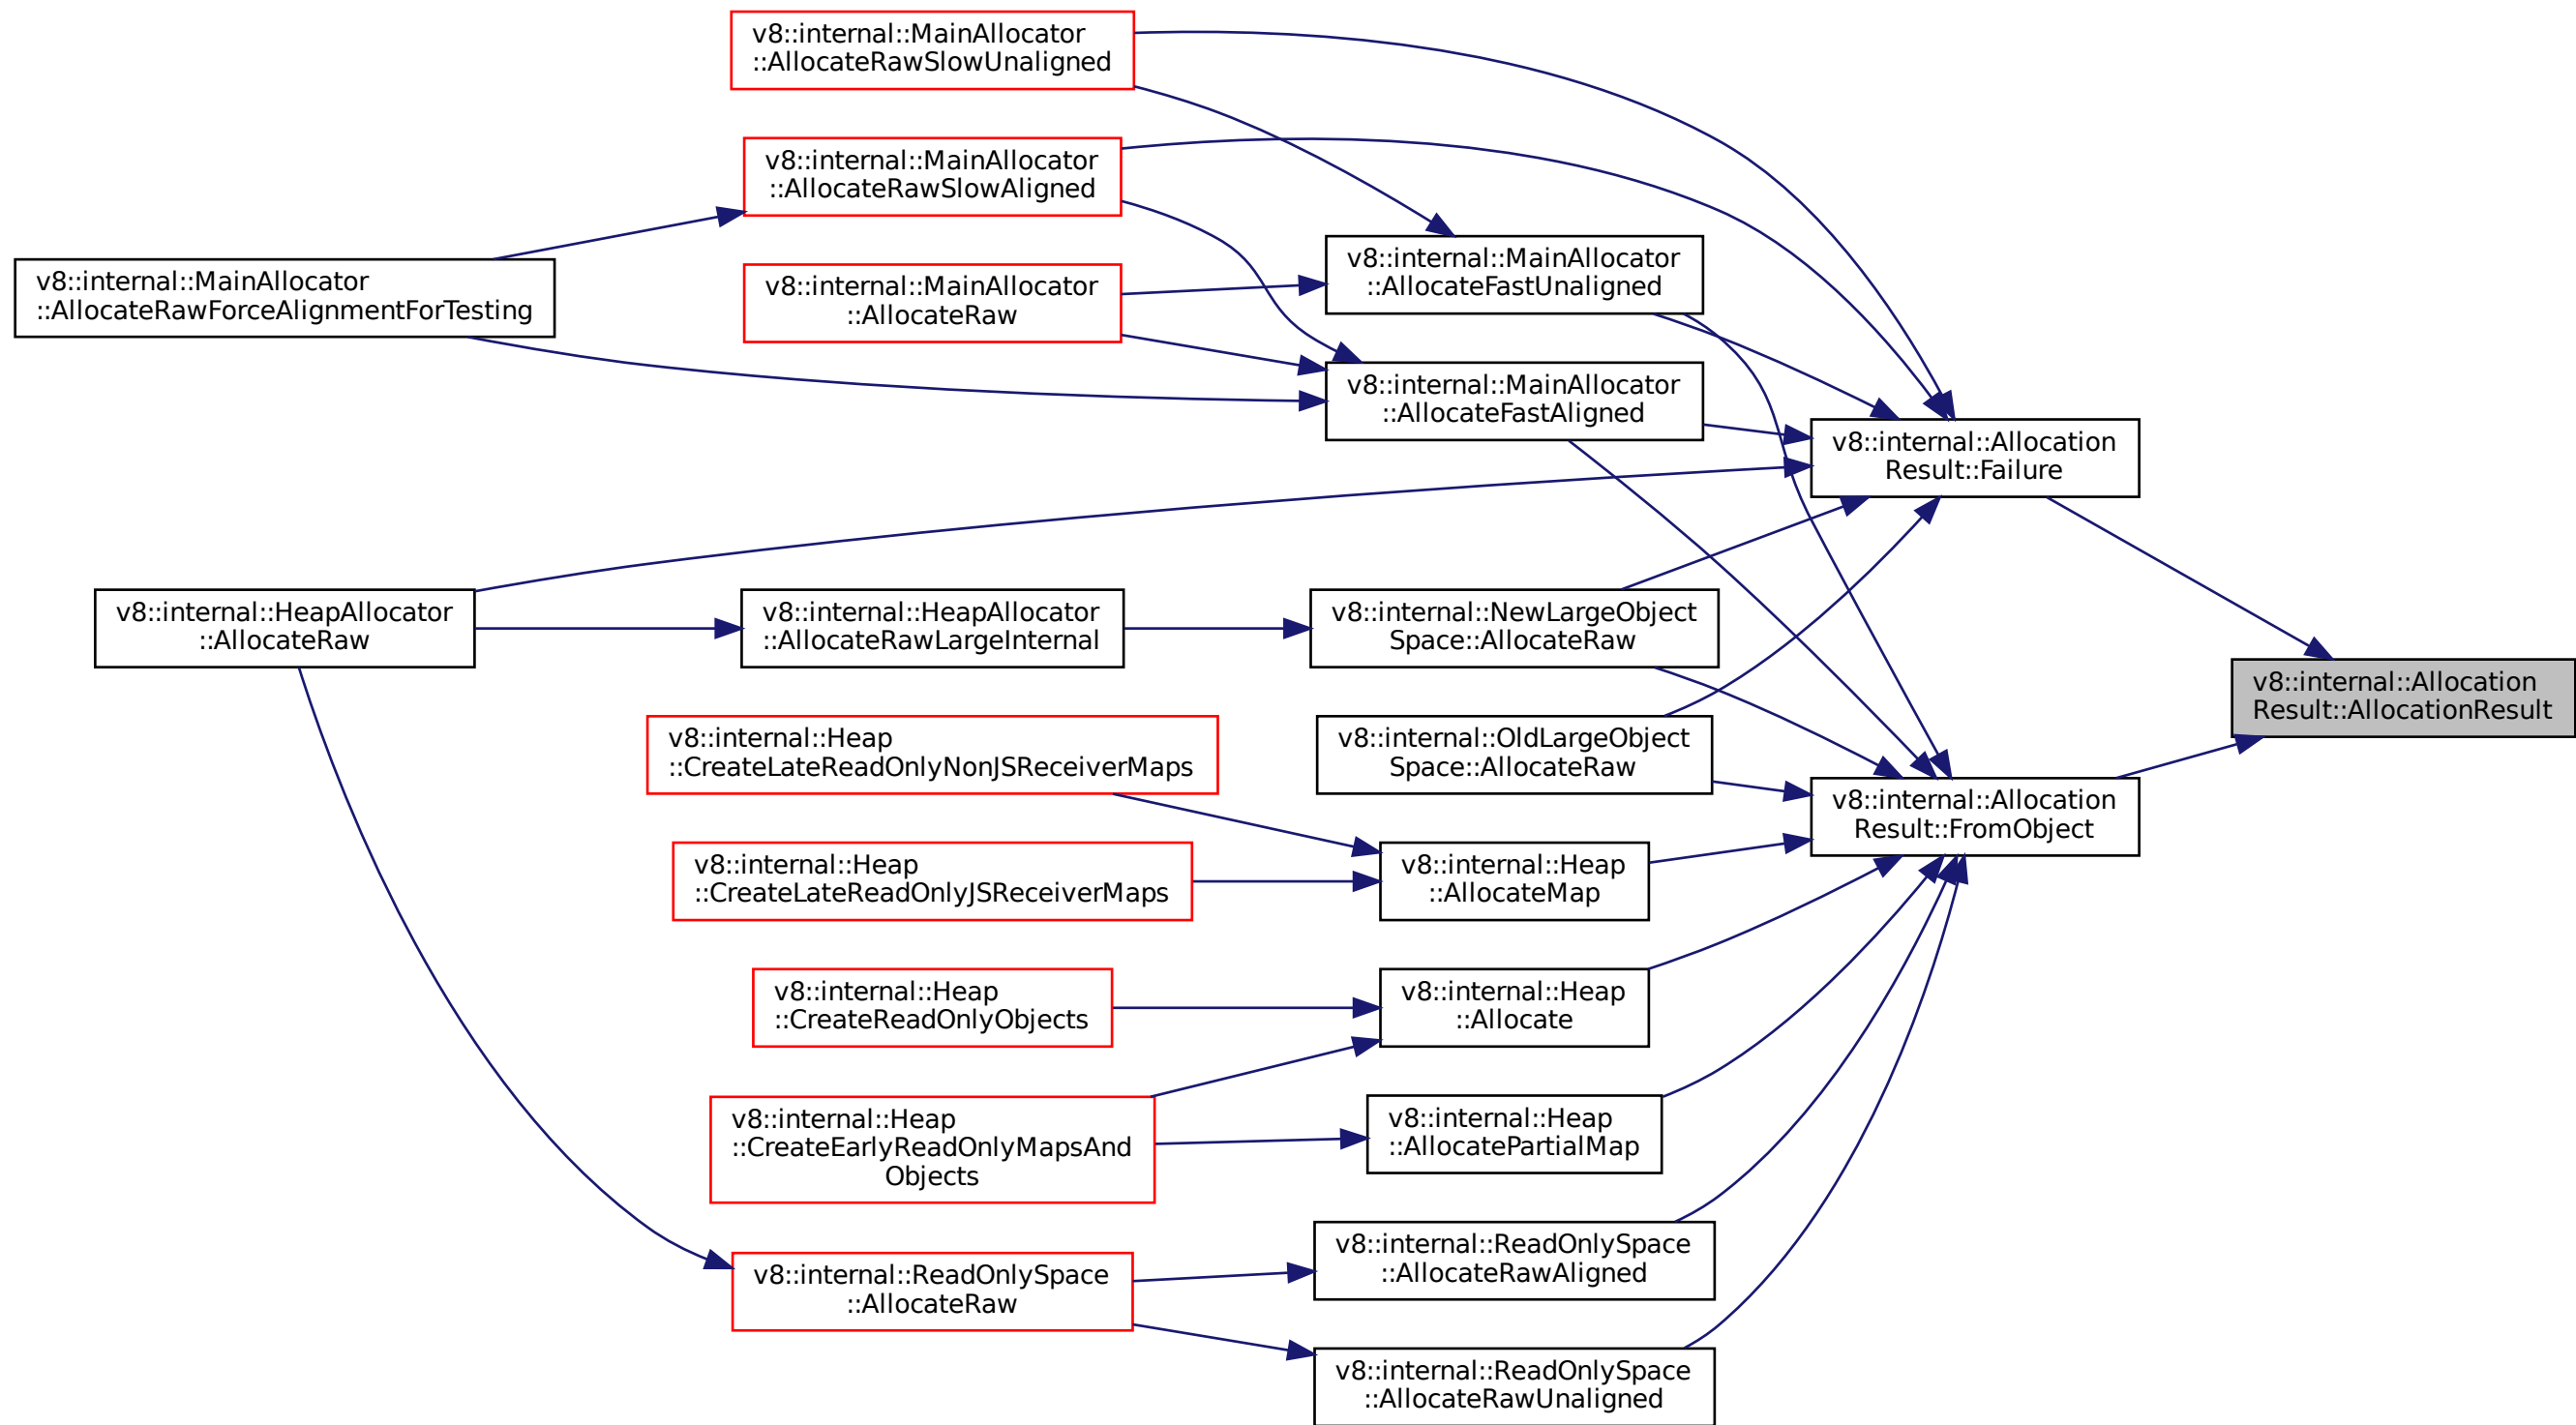 v8::internal::MainAllocator
::AllocateRawSlowUnaligned
v8::internal::MainAllocator
::AllocateRawSlowAligned
v8::internal::MainAllocator
::AllocateFastUnaligned
v8::internal::MainAllocator
::AllocateRawForceAlignmentForTesting
v8::internal::MainAllocator
::AllocateRaw
v8::internal::MainAllocator
::AllocateFastAligned
v8::internal::Allocation
Result::Failure
v8::internal::HeapAllocator
::AllocateRaw
v8::internal::HeapAllocator
::AllocateRawLargeInternal
v8::internal::NewLargeObject
Space::AllocateRaw
v8::internal::Allocation
Result::AllocationResult
v8::internal::Heap
::CreateLateReadOnlyNonJSReceiverMaps
v8::internal::OldLargeObject
Space::AllocateRaw
v8::internal::Allocation
Result::FromObject
v8::internal::Heap
::CreateLateReadOnlyJSReceiverMaps
v8::internal::Heap
::AllocateMap
v8::internal::Heap
::CreateReadOnlyObjects
v8::internal::Heap
::Allocate
v8::internal::Heap
::CreateEarlyReadOnlyMapsAnd
Objects
v8::internal::Heap
::AllocatePartialMap
v8::internal::ReadOnlySpace
::AllocateRaw
v8::internal::ReadOnlySpace
::AllocateRawAligned
v8::internal::ReadOnlySpace
::AllocateRawUnaligned